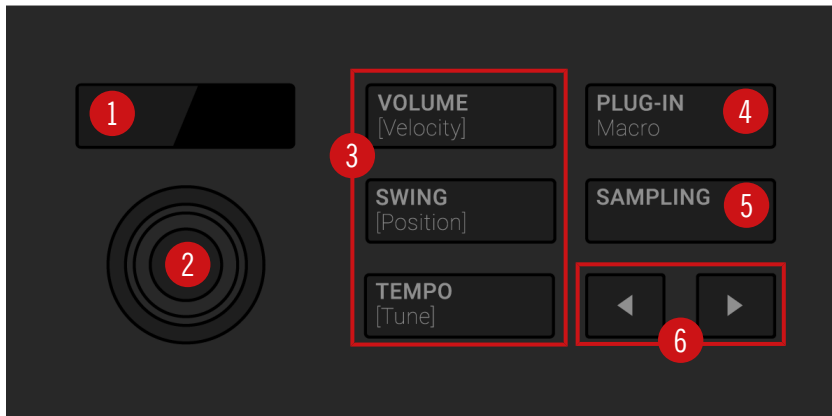 1
2
3
VOLUME
[Velocity]
SWING
[Position]
TEMPO
[Tune]
PLUG-IN
Macro
4
SAMPLING
5
6